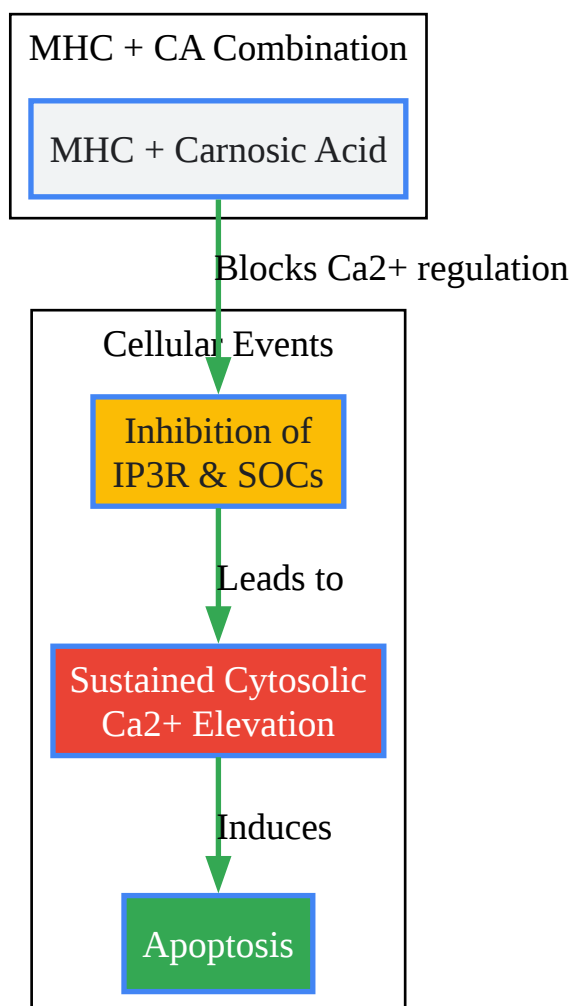 MHC + CA Combination
MHC + Carnosic Acid
Blocks Ca2+ regulation
Cellular Events
Inhibition of
IP3R & SOCs
Leads to
Sustained Cytosolic
Ca2+ Elevation
Induces
Apoptosis